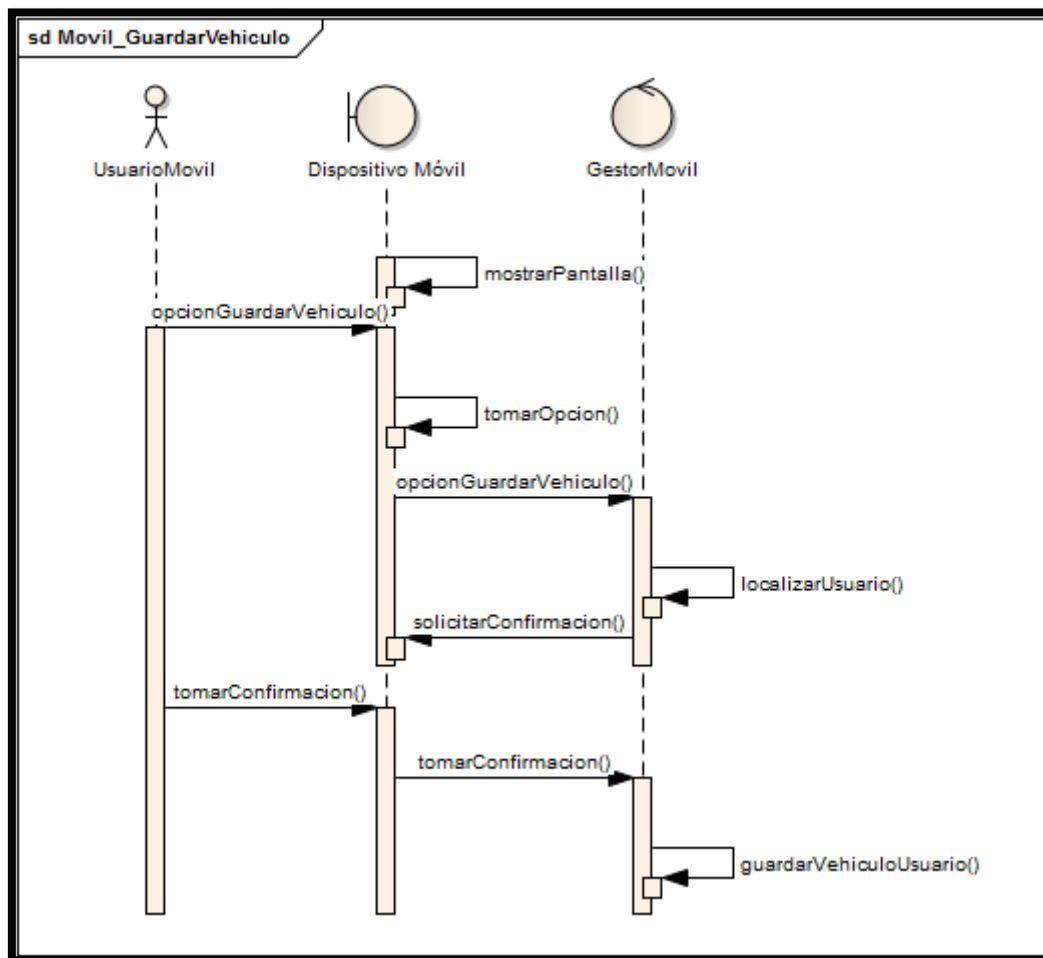 sd Movil_GuardarVehiculo
UsuarioMovil
Dispositivo Móvil
GestorMovil
mostrarPantalla()
opcionGuardarVehiculo()
tomarOpcion()
opcionGuardarVehiculo()
localizarUsuario()
solicitarConfirmacion()
tomarConfirmacion()
tomarConfirmacion()
guardarVehiculoUsuario()